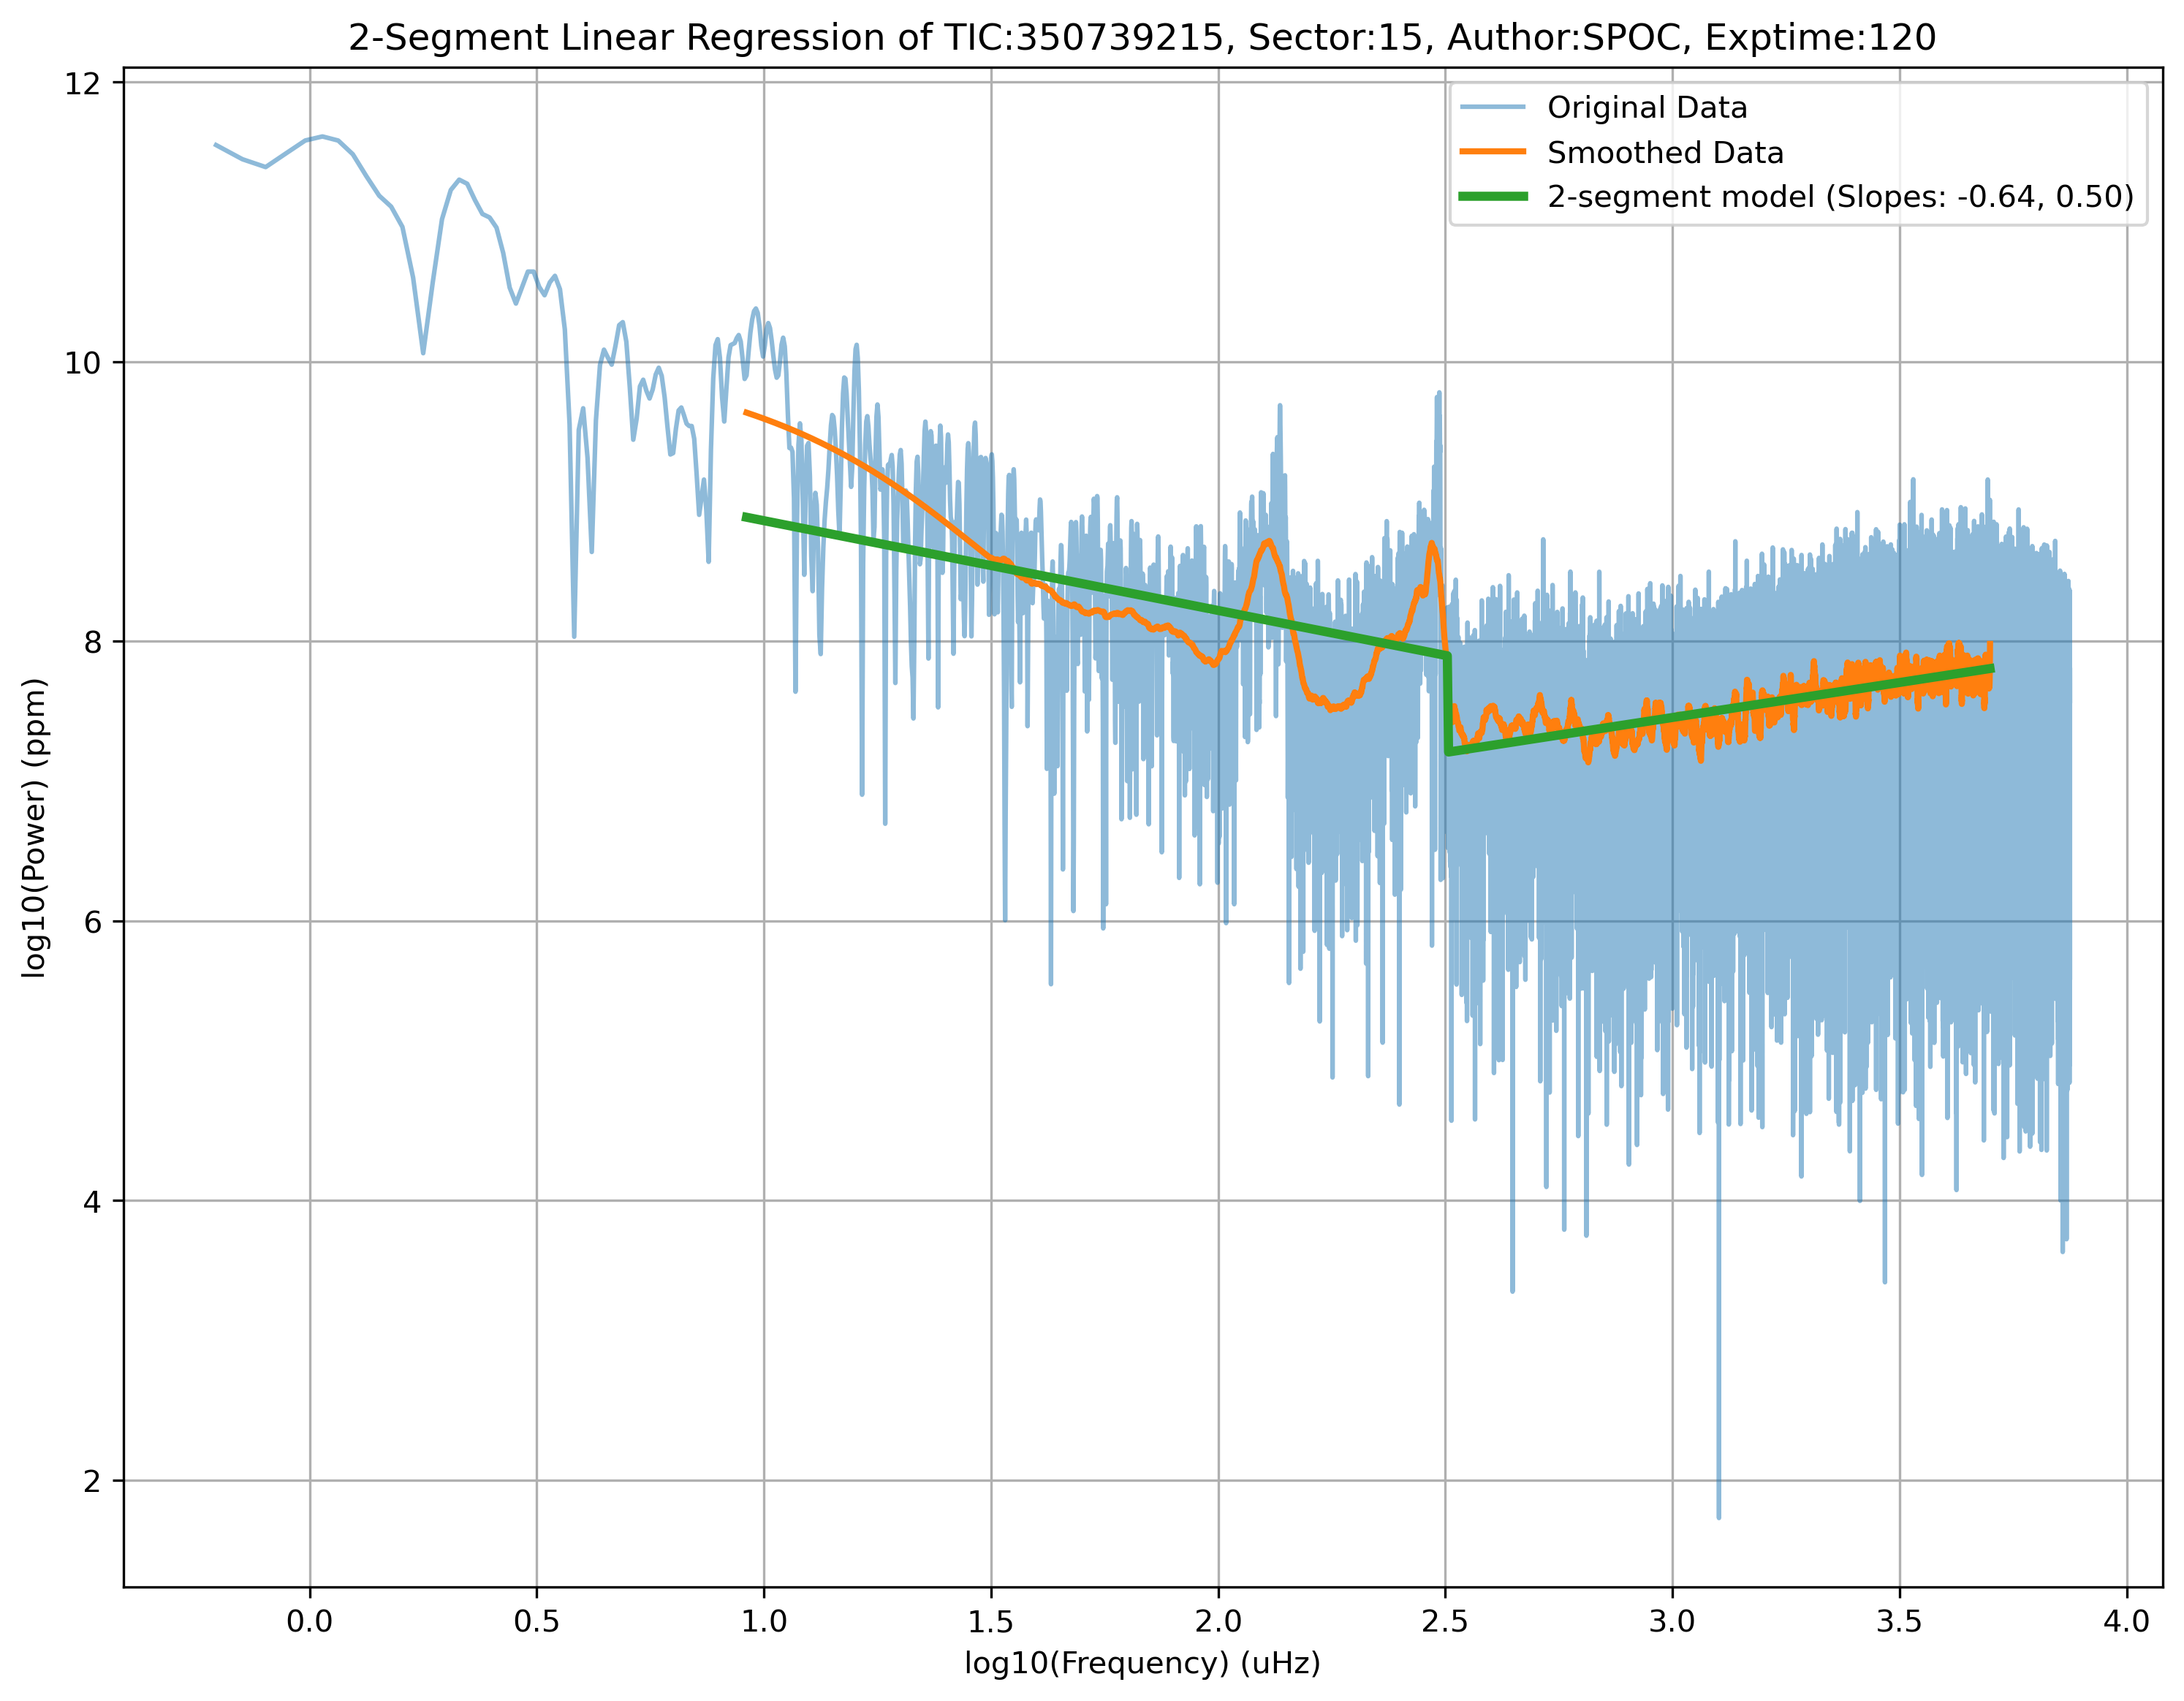 2-Segment Linear Regression of TIC:350739215, Sector:15, Author:SPOC, Exptime:120
Original Data
Smoothed Data
2-segment model (Slopes: -0.64, 0.50)
log10(Power) (ppm)
12
10
8
6
4
2
0.0 0.5 1.0 1.5 2.0 2.5 3.0 3.5 4.0
log10(Frequency) (uHz)